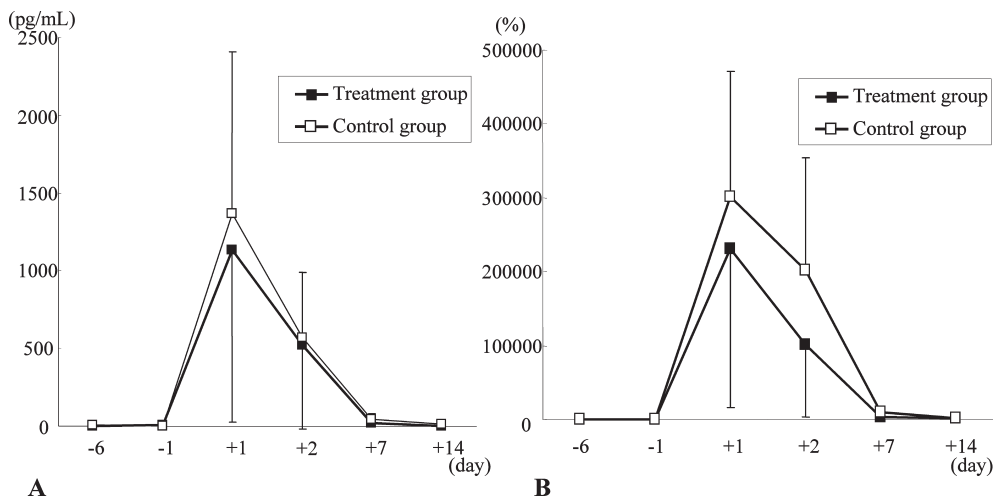 (pg/mL)
2500
2000
1500
1000
500
0
-6 -1 +1 +2 +7 +14
(day)
Treatment group
Control group
A
(%)
500000
400000
300000
200000
100000
0
-6 -1 +1 +2 +7 +14
(day)
Treatment group
Control group
B